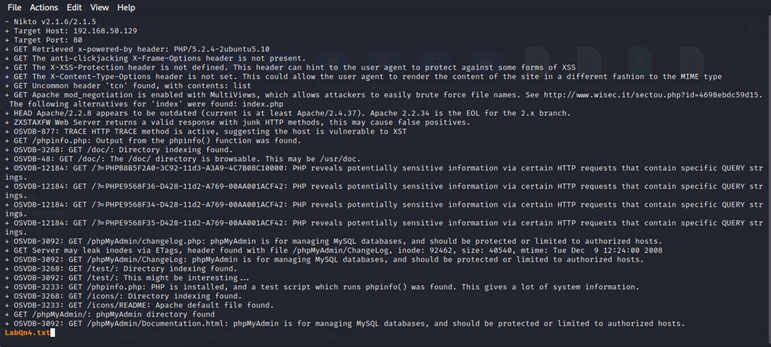 File Actions Edit View Help
- Nikto v2.1.6/2.1.5
+ Target Host: 192.168.50.129
+ Target Port: 80
+ GET Retrieved x-powered-by header: PHP/5.2.4-2ubuntu5.10
+ GET The anti-clickjacking X-Frame-Options header is not present.
+ GET The X-XSS-Protection header is not defined. This header can hint to the user agent to protect against some forms of XSS
+ GET The X-Content-Type-Options header is not set. This could allow the user agent to render the content of the site in a different fashion to the MIME type
+ GET Uncommon header 'tcn' found, with contents: list
+ GET Apache mod_negotiation is enabled with MultiViews, which allows attackers to easily brute force file names. See http://www.wisec.it/sectou.php?id=4698ebdc59d15.
The following alternatives for 'index' were found: index.php
+ HEAD Apache/2.2.8 appears to be outdated (current is at least Apache/2.4.37). Apache 2.2.34 is the EOL for the 2.x branch.
+ ZXSTAXFW Web Server returns a valid response with junk HTTP methods, this may cause false positives.
+ OSVDB-877: TRACE HTTP TRACE method is active, suggesting the host is vulnerable to XST
+ GET /phpinfo.php: Output from the phpinfo() function was found.
+ OSVDB-3268: GET /doc/: Directory indexing found.
+ OSVDB-48: GET /doc/: The /doc/ directory is browsable. This may be /usr/doc.
+ OSVDB-12184: GET /?=PHPB8B5F2A0-3C92-11d3-A3A9-4C7B08C10000: PHP reveals potentially sensitive information via certain HTTP requests that contain specific QUERY str
ings.
+ OSVDB-12184: GET /?=PHPE9568F36-D428-11d2-A769-00AA001ACF42: PHP reveals potentially sensitive information via certain HTTP requests that contain specific QUERY str
ings.
+ OSVDB-12184: GET /?=PHPE9568F34-D428-11d2-A769-00AA001ACF42: PHP reveals potentially sensitive information via certain HTTP requests that contain specific QUERY str
ings.
+ OSVDB-12184: GET /?=PHPE9568F35-D428-11d2-A769-00AA001ACF42: PHP reveals potentially sensitive information via certain HTTP requests that contain specific QUERY str
ings.
+ OSVDB-3092: GET /phpMyAdmin/changelog.php: phpMyAdmin is for managing MySQL databases, and should be protected or limited to authorized hosts.
+ GET Server may leak inodes via ETags, header found with file /phpMyAdmin/ChangeLog, inode: 92462, size: 40540, mtime: Tue Dec  9 12:24:00 2008
+ OSVDB-3092: GET /phpMyAdmin/ChangeLog: phpMyAdmin is for managing MySQL databases, and should be protected or limited to authorized hosts.
+ OSVDB-3268: GET /test/: Directory indexing found.
+ OSVDB-3092: GET /test/: This might be interesting...
+ OSVDB-3233: GET /phpinfo.php: PHP is installed, and a test script which runs phpinfo() was found. This gives a lot of system information.
+ OSVDB-3268: GET /icons/: Directory indexing found.
+ OSVDB-3233: GET /icons/README: Apache default file found.
+ GET /phpMyAdmin/: phpMyAdmin directory found
+ OSVDB-3092: GET /phpMyAdmin/Documentation.html: phpMyAdmin is for managing MySQL databases, and should be protected or limited to authorized hosts.
LabQn4.txt